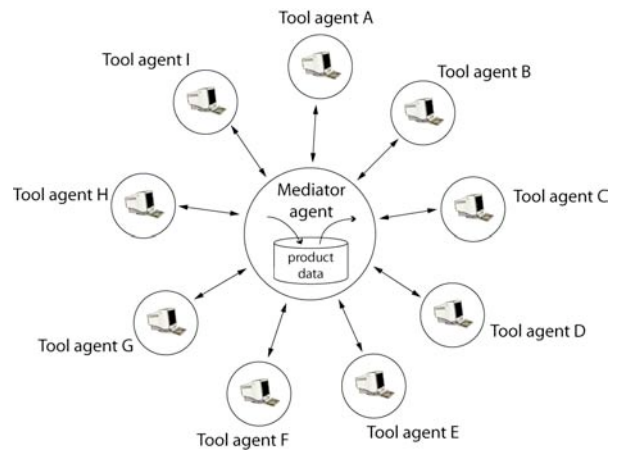 Tool agent A
Tool agent I
Tool agent B
Tool agent H
Mediator
agent
Tool agent C
product
data
Tool agent G
Tool agent D
Tool agent F
Tool agent E